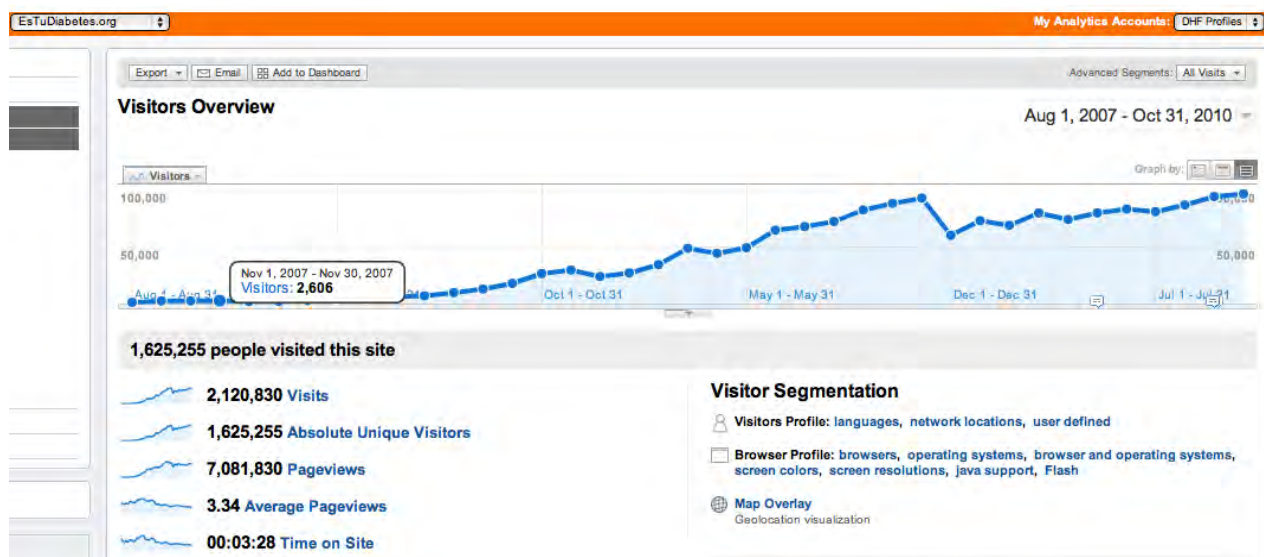 EsTuDiabetes.org
My Analytics Accounts: DHF Profiles
Export Email Add to Dashboard
Advanced Segments: All Visits
Visitors Overview
Aug 1, 2007 - Oct 31, 2010
Graph by:
Visitors
100,000
50,000
50,000
Nov 1, 2007 - Nov 30, 2007
Visitors: 2,606
Aug 1 - Aug 31
Oct 1 - Oct 31
May 1 - May 31
Dec 1 - Dec 31
Jul 1 - Jul 31
1,625,255 people visited this site
2,120,830 Visits
1,625,255 Absolute Unique Visitors
7,081,830 Pageviews
3.34 Average Pageviews
00:03:28 Time on Site
Visitor Segmentation
Visitors Profile: languages, network locations, user defined
Browser Profile: browsers, operating systems, browser and operating systems,
screen colors, screen resolutions, java support, Flash
Map Overlay
Geolocation visualization